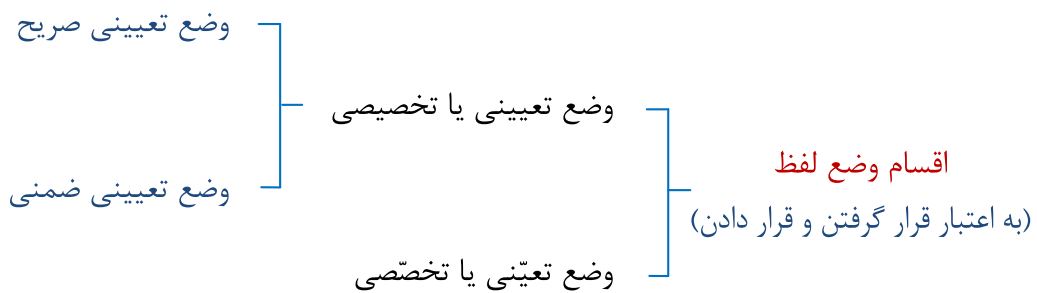 اقسام وضع لفظ
(به اعتبار قرار گرفتن و قرار دادن)
وضع تعیینی یا تخصیصی
وضع تعیینی صریح
وضع تعیینی ضمنی
وضع تعیّنی یا تخصّصی